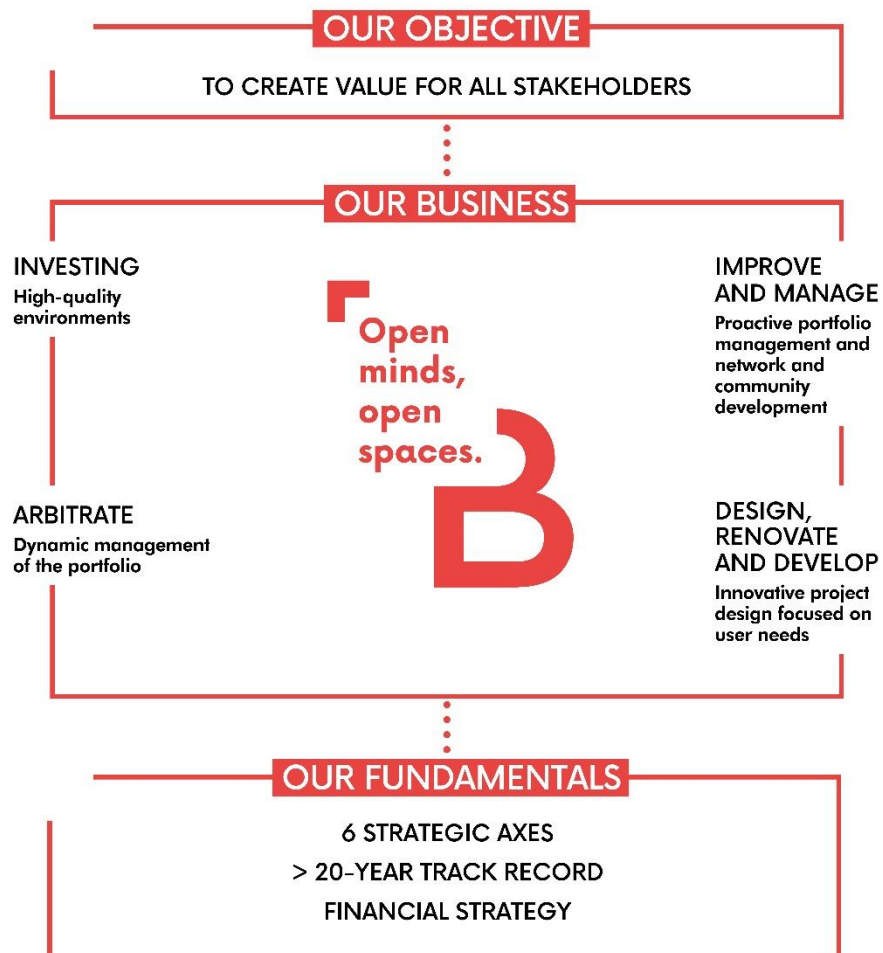 OUR OBJECTIVE
TO CREATE VALUE FOR ALL STAKEHOLDERS
OUR BUSINESS
INVESTING
High-quality
environments
IMPROVE
AND MANAGE
Proactive portfolio
management and
network and
community
development
Open
minds,
open
spaces.
B
ARBITRATE
Dynamic management
of the portfolio
DESIGN,
RENOVATE
AND DEVELOP
Innovative project
design focused on
user needs
OUR FUNDAMENTALS
6 STRATEGIC AXES
> 20-YEAR TRACK RECORD
FINANCIAL STRATEGY